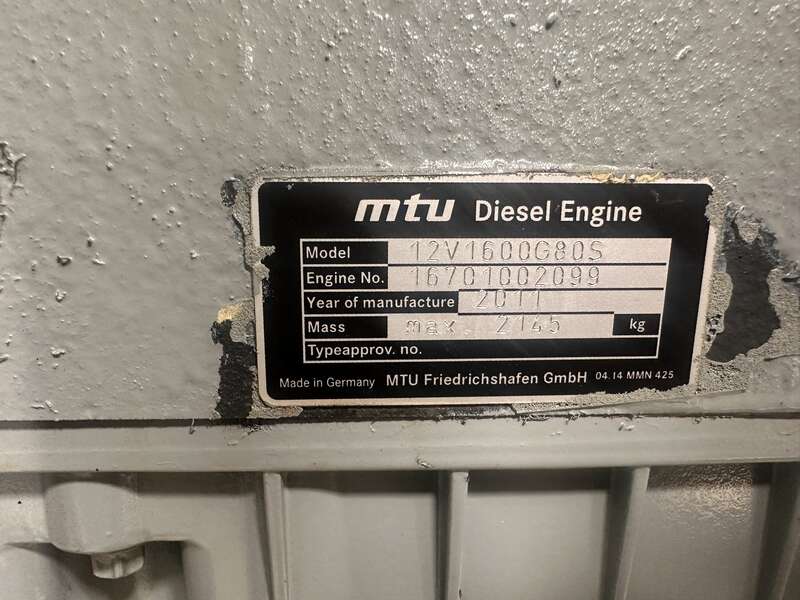 mtu Diesel Engine
Model 12V1600G80S
Engine No. 16701002099
Year of manufacture 2011
Mass max. 2145 kg
Typeapprov. no.
Made in Germany MTU Friedrichshafen GmbH 04.14 MMN 425